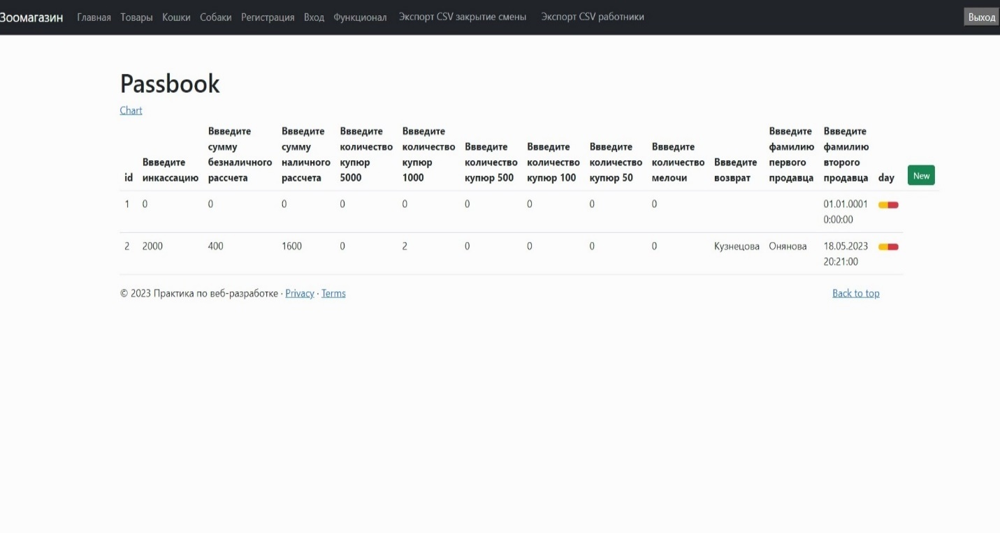 Зоомагазин Главная Товары Кошки Собаки Регистрация Вход Функционал Экспорт CSV закрытие смены Экспорт CSV работники Выход
Passbook
Chart
Ввведите Ввведите Ввведите Ввведите Ввведите Ввведите
сумму сумму количество количество Ввведите Ввведите Ввведите Ввведите фамилию фамилию
Ввведите безналичного наличного купюр купюр количество количество количество количество Ввведите первого второго
id инкассацию рассчета рассчета 5000 1000 купюр 500 купюр 100 купюр 50 мелочи возврат продавца продавца day New
1 0 0 0 0 0 0 0 0 0 01.01.0001
0:00:00
2 2000 400 1600 0 2 0 0 0 0 Кузнецова Онянова 18.05.2023
20:21:00
© 2023 Практика по веб-разработке · Privacy · Terms Back to top